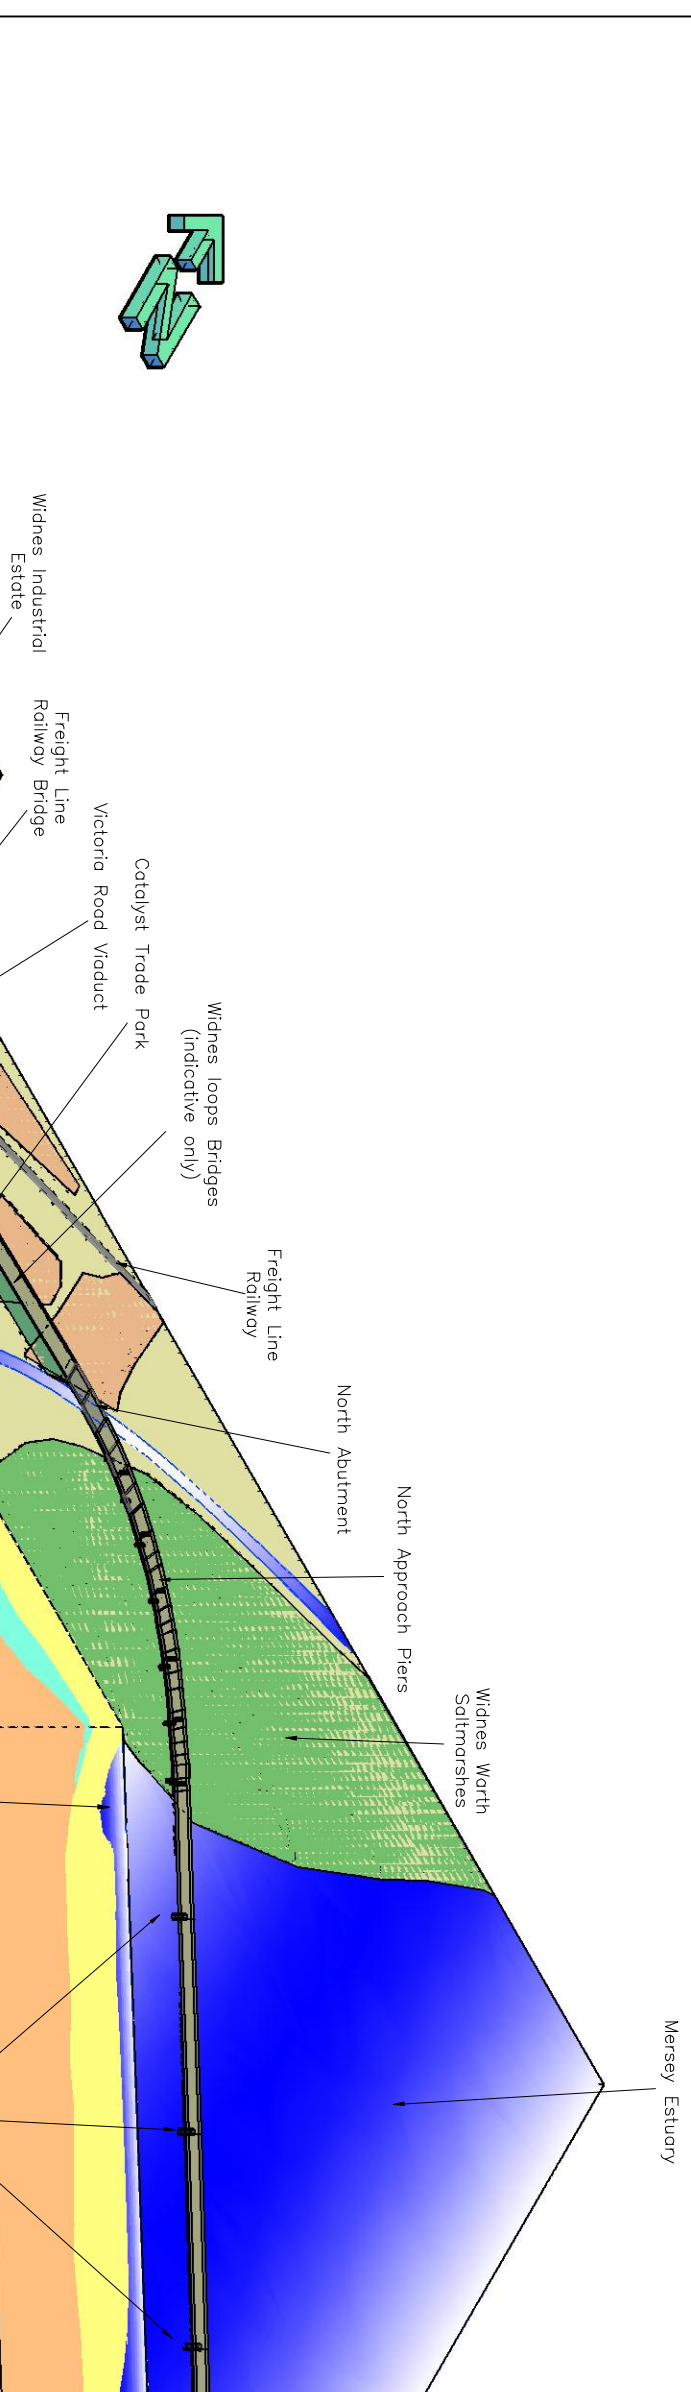 Widnes Industrial
Estate
Freight Line
Railway Bridge
Victoria Road Viaduct
Catalyst Trade Park
Widnes loops Bridges
(indicative only)
Freight Line
Railway
North Abutment
North Approach Piers
Widnes Warth
Saltmarshes
Mersey Estuary
N